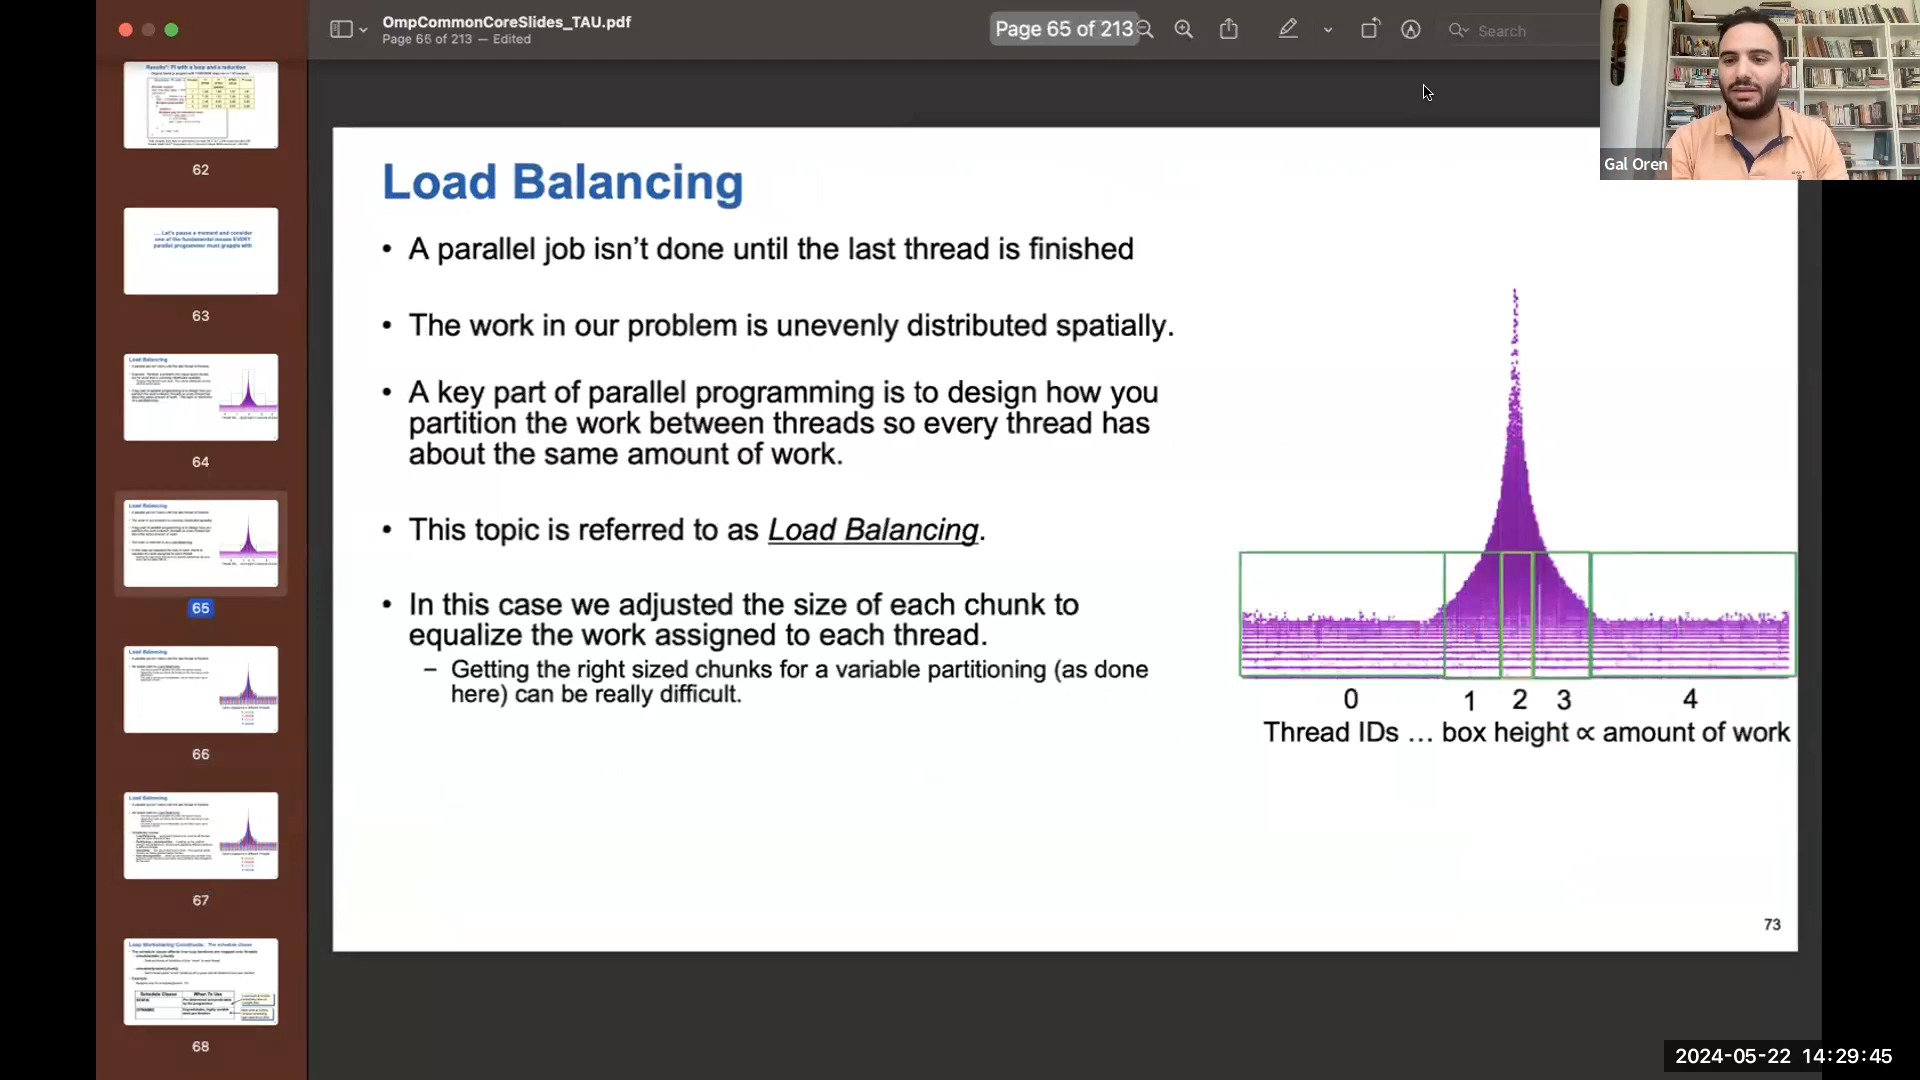 OmpCommonCoreSlides_TAU.pdf
Page 66 of 213 — Edited
Page 65 of 213
Search
Gal Oren
62
63
64
65
66
67
68
Load Balancing
• A parallel job isn't done until the last thread is finished
• The work in our problem is unevenly distributed spatially.
• A key part of parallel programming is to design how you
partition the work between threads so every thread has
about the same amount of work.
• This topic is referred to as Load Balancing.
• In this case we adjusted the size of each chunk to
equalize the work assigned to each thread.
– Getting the right sized chunks for a variable partitioning (as done
here) can be really difficult.
0 1 2 3 4
Thread IDs … box height ∝ amount of work
73
2024-05-22 14:29:45